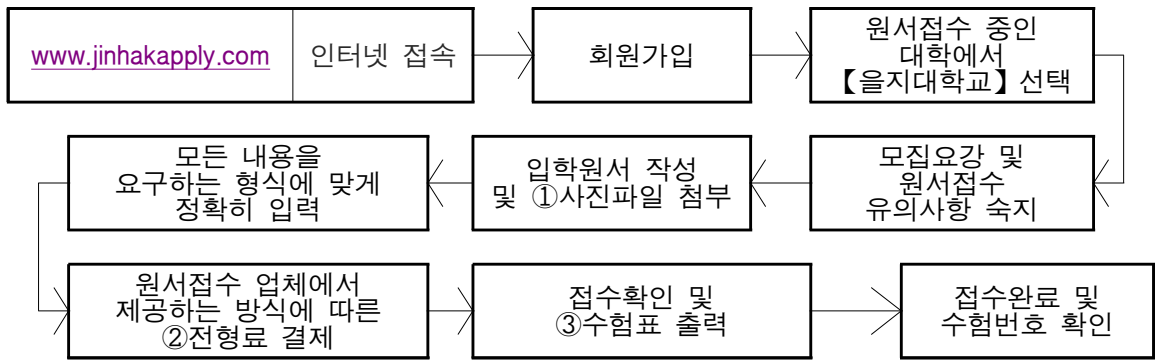 www.jinhakapply.com
인터넷 접속
회원가입
원서접수 중인
대학에서
【을지대학교】 선택
모집요강 및
원서접수
유의사항 숙지
입학원서 작성
및 ①사진파일 첨부
모든 내용을
요구하는 형식에 맞게
정확히 입력
원서접수 업체에서
제공하는 방식에 따른
②전형료 결제
접수확인 및
③수험표 출력
접수완료 및
수험번호 확인